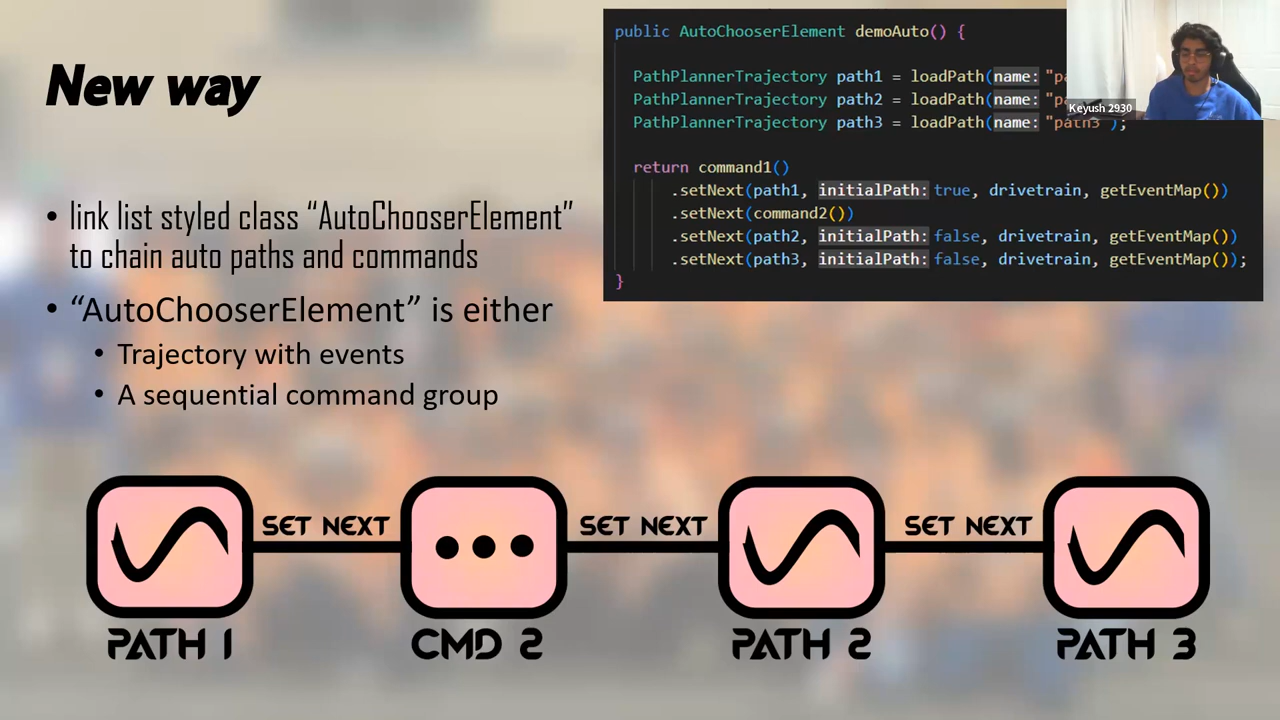 New way
• link list styled class “AutoChooserElement”
to chain auto paths and commands
• “AutoChooserElement” is either
• Trajectory with events
• A sequential command group
public AutoChooserElement demoAuto() {
PathPlannerTrajectory path1 = loadPath(name: "p
PathPlannerTrajectory path2 = loadPath(name: "p
PathPlannerTrajectory path3 = loadPath(name: "path3");
return command1()
.setNext(path1, initialPath: true, drivetrain, getEventMap())
.setNext(command2())
.setNext(path2, initialPath: false, drivetrain, getEventMap())
.setNext(path3, initialPath: false, drivetrain, getEventMap());
}
Keyush 2930
SET NEXT
SET NEXT
SET NEXT
PATH 1
CMD 2
PATH 2
PATH 3